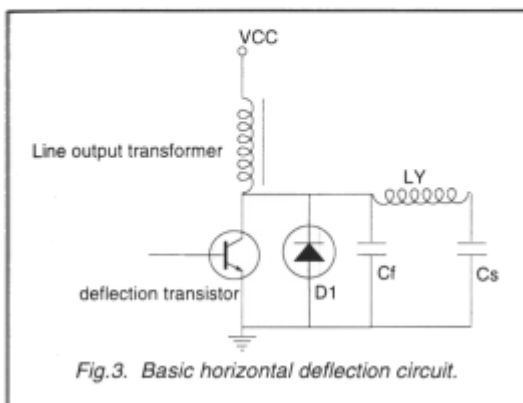 VCC
Line output transformer
LY
deflection transistor
D1
Cf
Cs
Fig.3. Basic horizontal deflection circuit.